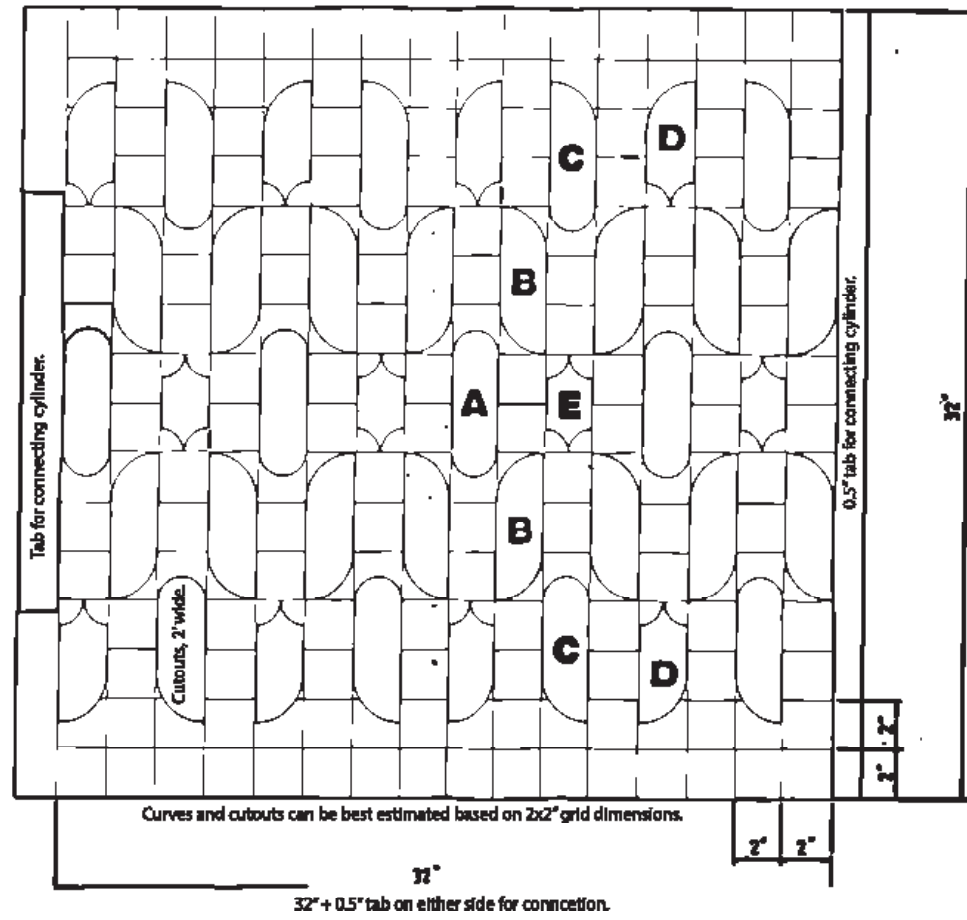 C
D
B
A
E
B
C
D
Tab for connecting cylinder.
0.5" tab for connecting cylinder.
32"
Cutouts, 2' wide.
2"
2"
Curves and cutouts can be best estimated based on 2x2" grid dimensions.
2"
2"
32"
32" + 0.5" tab on either side for conncetion.